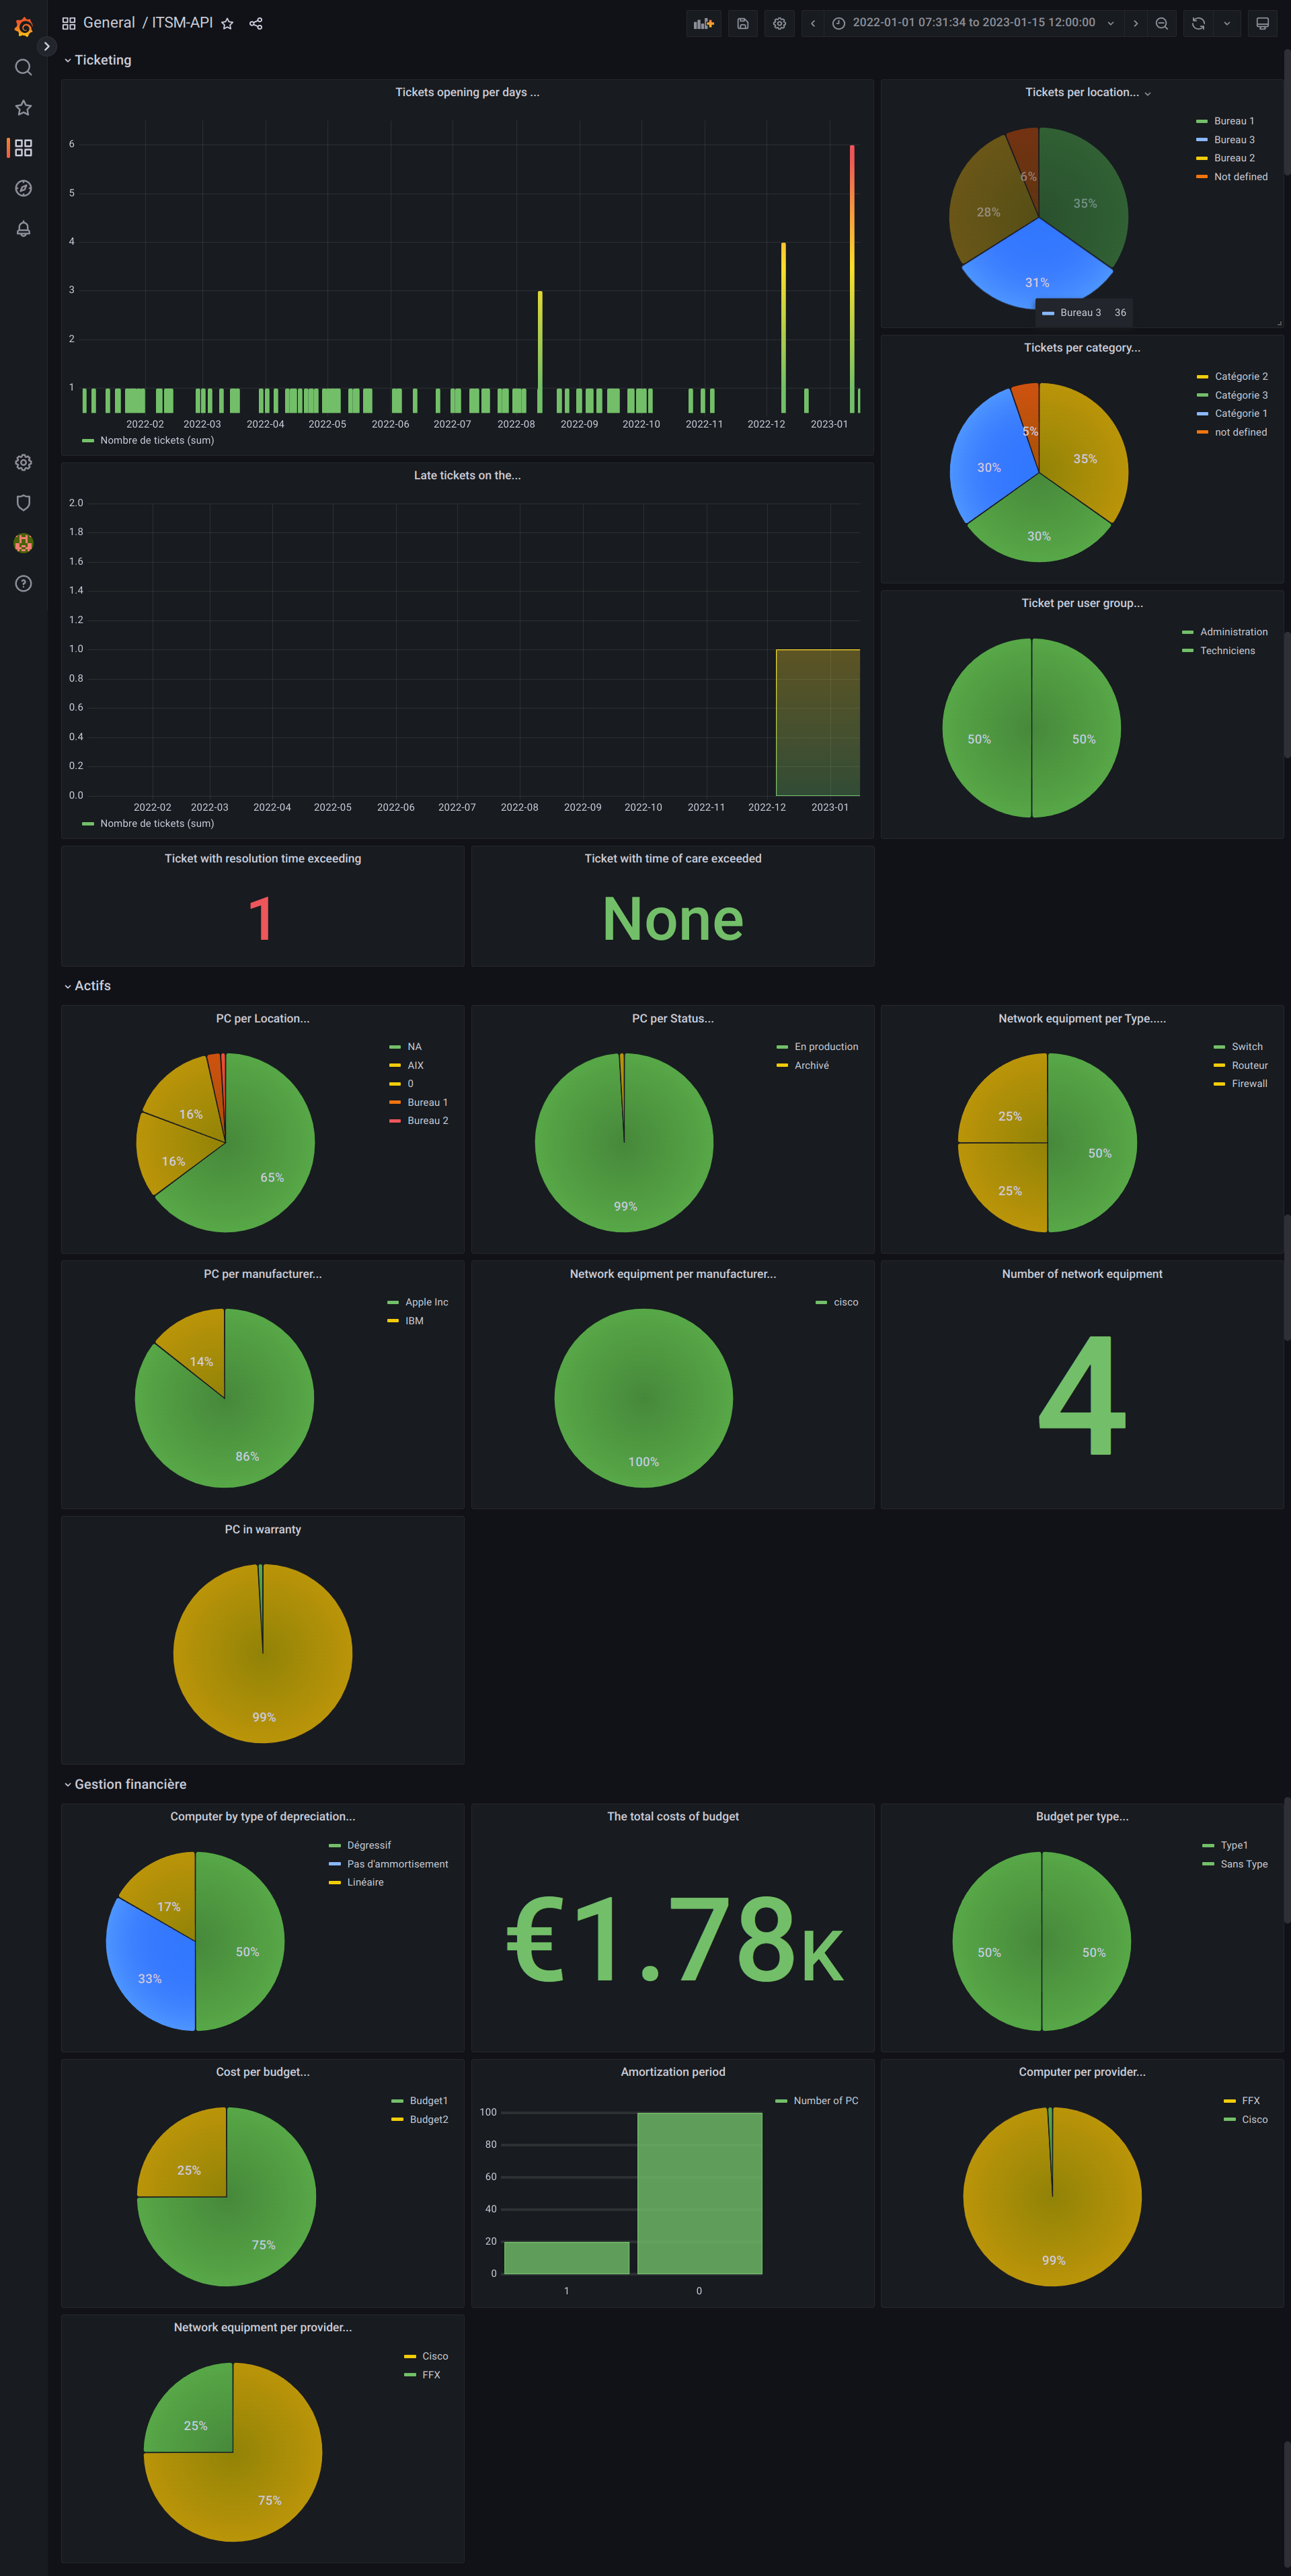 General / ITSM-API
2022-01-01 07:31:34 to 2023-01-15 12:00:00
Ticketing
Tickets opening per days ...
6
5
4
3
2
1
2022-02 2022-03 2022-04 2022-05 2022-06 2022-07 2022-08 2022-09 2022-10 2022-11 2022-12 2023-01
Nombre de tickets (sum)
Tickets per location...
Bureau 1
Bureau 3
Bureau 2
Not defined
6%
35%
28%
31%
Bureau 3 36
Tickets per category...
Catégorie 2
Catégorie 3
Catégorie 1
not defined
5%
35%
30%
30%
Late tickets on the...
2.0
1.8
1.6
1.4
1.2
1.0
0.8
0.6
0.4
0.2
0.0
2022-02 2022-03 2022-04 2022-05 2022-06 2022-07 2022-08 2022-09 2022-10 2022-11 2022-12 2023-01
Nombre de tickets (sum)
Ticket per user group...
Administration
Techniciens
50% 50%
Ticket with resolution time exceeding
1
Ticket with time of care exceeded
None
Actifs
PC per Location...
NA
AIX
0
Bureau 1
Bureau 2
16%
16%
65%
PC per Status...
En production
Archivé
99%
Network equipment per Type.....
Switch
Routeur
Firewall
25%
50%
25%
PC per manufacturer...
Apple Inc
IBM
14%
86%
Network equipment per manufacturer...
cisco
100%
Number of network equipment
4
PC in warranty
99%
Gestion financière
Computer by type of depreciation...
Dégressif
Pas d'ammortisement
Linéaire
17%
50%
33%
The total costs of budget
€1.78K
Budget per type...
Type1
Sans Type
50% 50%
Cost per budget...
Budget1
Budget2
25%
75%
Amortization period
Number of PC
100
80
60
40
20
0
1 0
Computer per provider...
FFX
Cisco
99%
Network equipment per provider...
Cisco
FFX
25%
75%